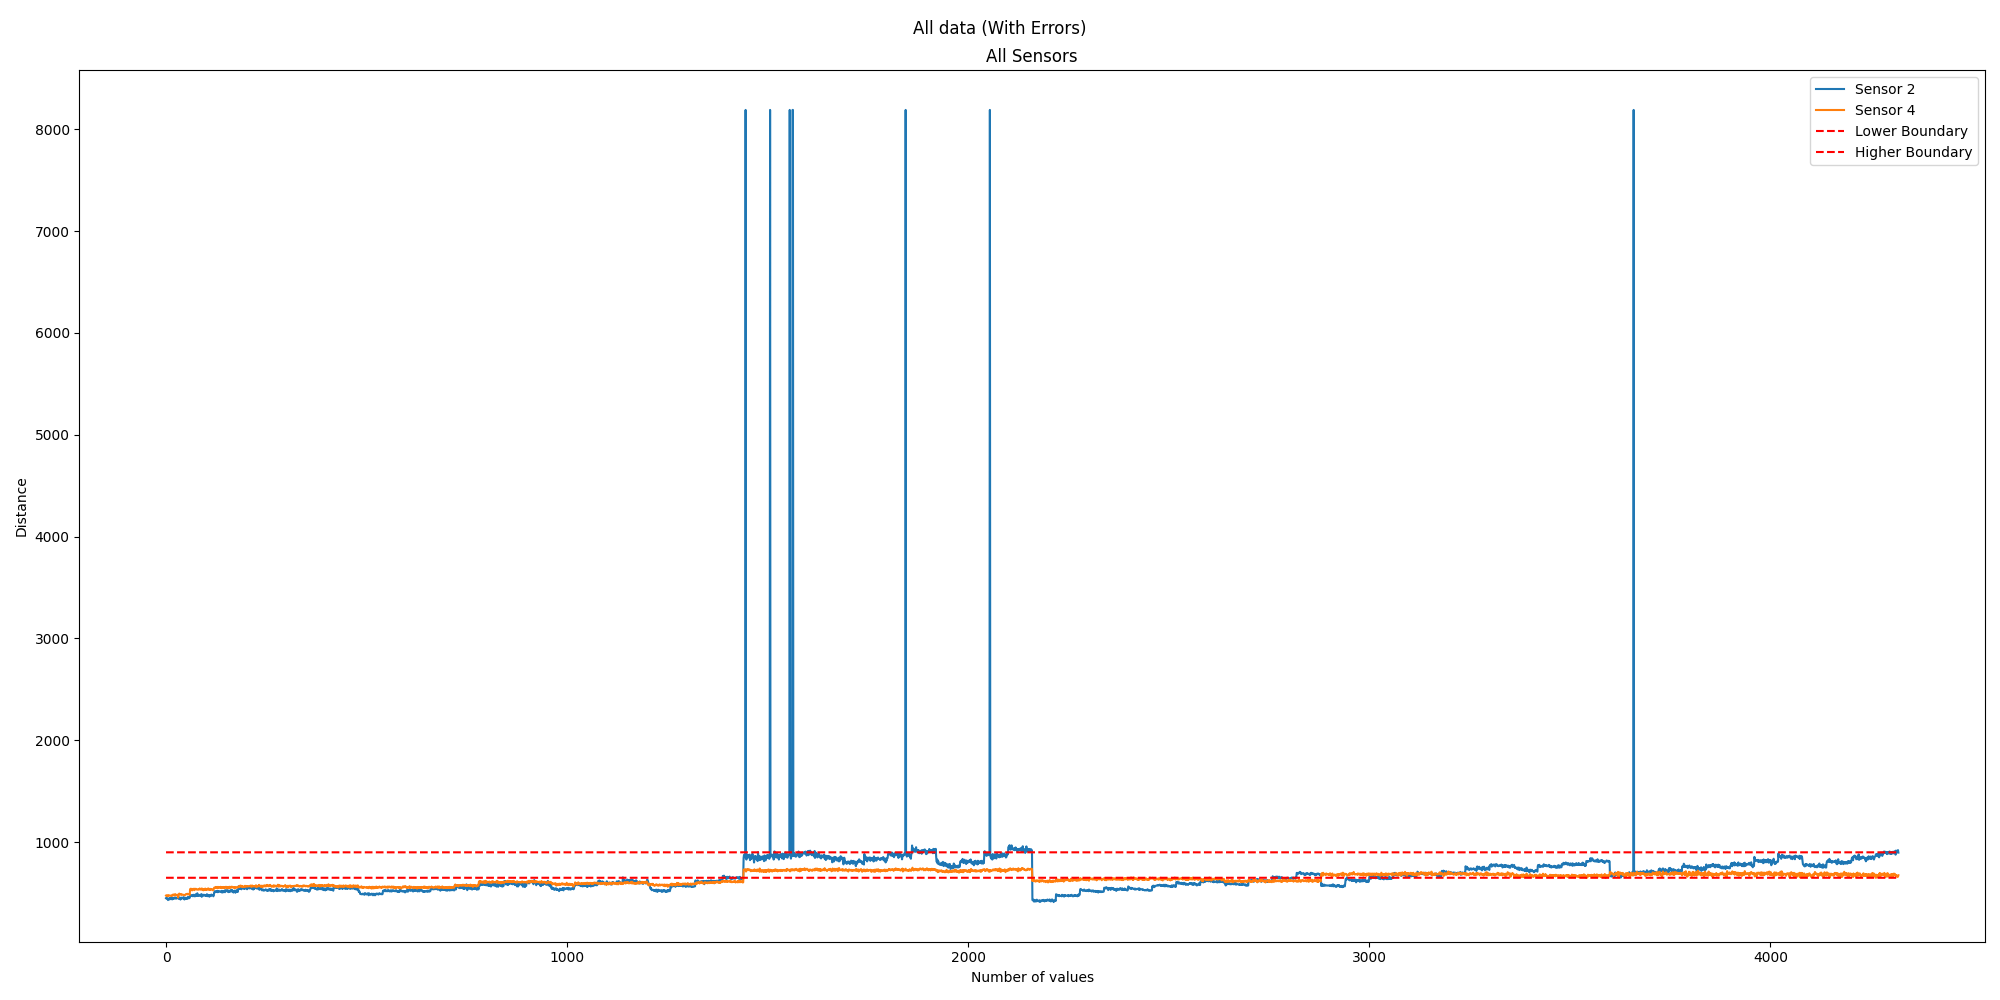 All data (With Errors)
All Sensors
Sensor 2
Sensor 4
Lower Boundary
Higher Boundary
8000
7000
6000
5000
4000
3000
2000
1000
Distance
0 1000 2000 3000 4000
Number of values